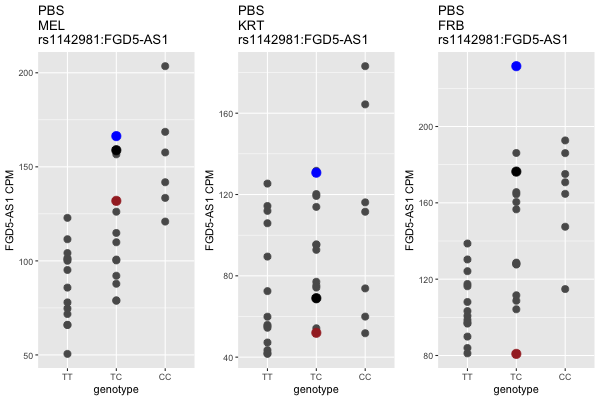 PBS
MEL
rs1142981:FGD5-AS1
200
150
100
50
FGD5-AS1 CPM
TT TC CC
genotype
PBS
KRT
rs1142981:FGD5-AS1
160
120
80
40
FGD5-AS1 CPM
TT TC CC
genotype
PBS
FRB
rs1142981:FGD5-AS1
200
160
120
80
FGD5-AS1 CPM
TT TC CC
genotype